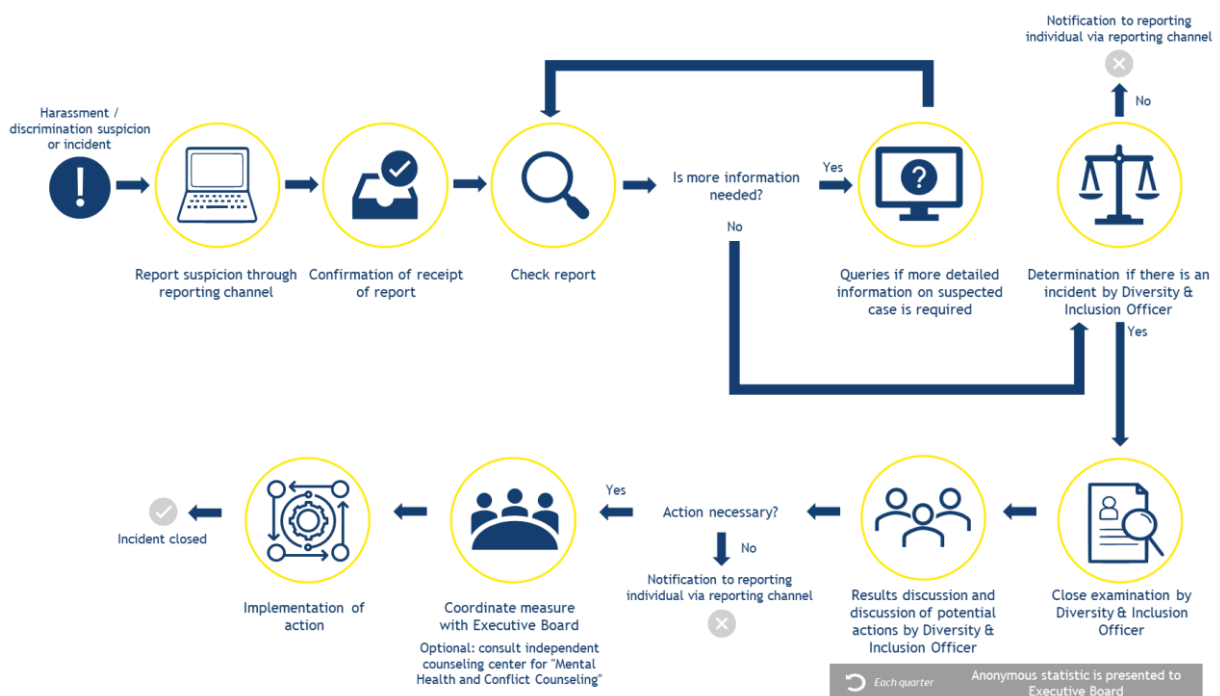 Notification to reporting
individual via reporting channel
No
Harassment /
discrimination suspicion
or incident
Is more information
needed?
Yes
No
?
Report suspicion through
reporting channel
Confirmation of receipt
of report
Check report
Queries if more detailed
information on suspected
case is required
Determination if there is an
incident by Diversity &
Inclusion Officer
Yes
Close examination by
Diversity & Inclusion
Officer
Results discussion and
discussion of potential
actions by Diversity &
Inclusion Officer
Action necessary?
Yes
No
Notification to reporting
individual via reporting channel
Coordinate measure
with Executive Board
Optional: consult independent
counseling center for "Mental
Health and Conflict Counseling"
Implementation of
action
Incident closed
Each quarter
Anonymous statistic is presented to
Executive Board